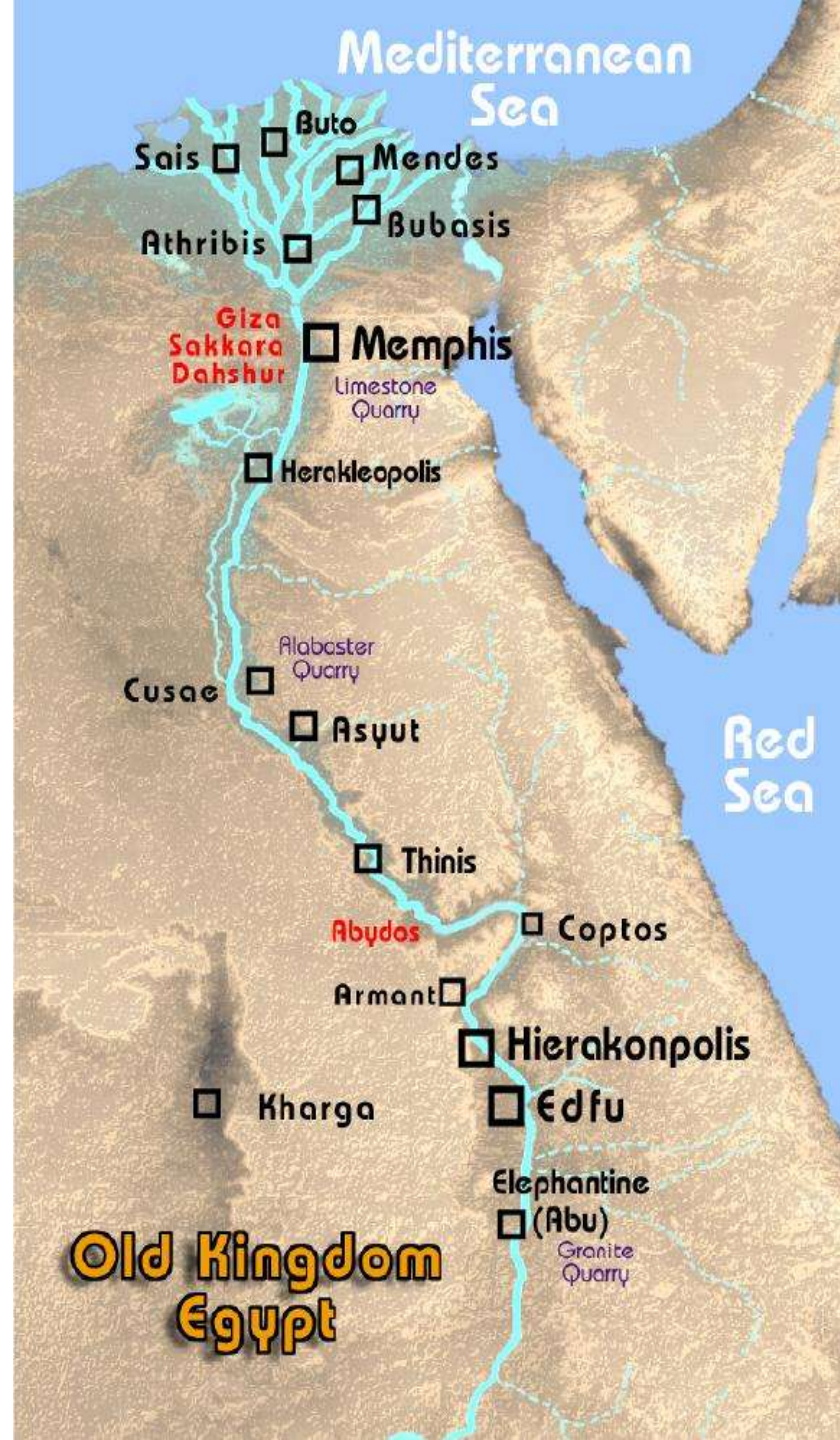 Mediterranean
Sea
Buto
Sais
Mendes
Bubasis
Athribis
Giza
Sakkara
Dahshur
Memphis
Limestone
Quarry
Herakleopolis
Alabaster
Quarry
Cusae
Asyut
Red
Sea
Thinis
Abydos
Coptos
Armant
Hierakonpolis
Kharga
Edfu
Elephantine
(Abu)
Granite
Quarry
Old Kingdom
Egypt